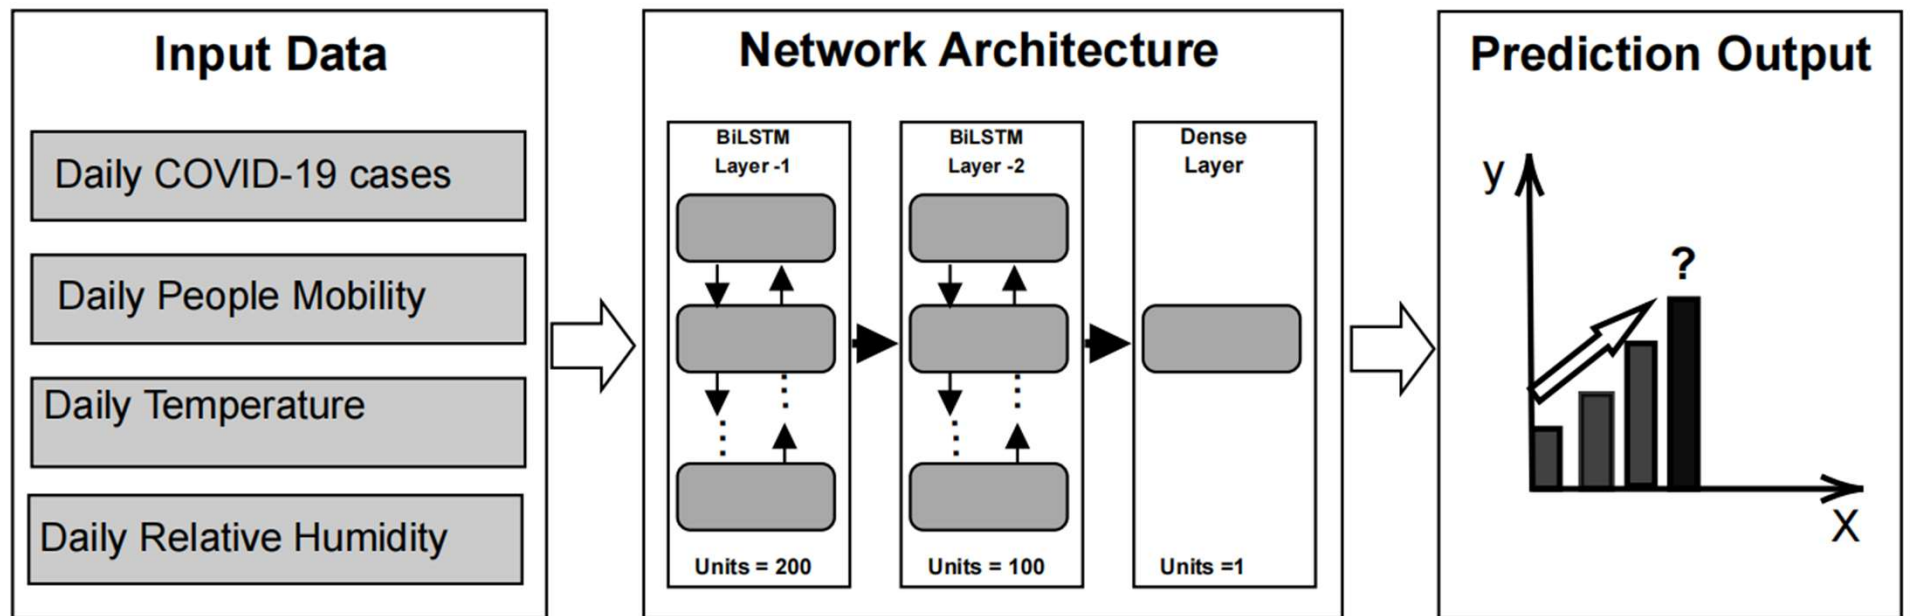 Input Data
Daily COVID-19 cases
Daily People Mobility
Daily Temperature
Daily Relative Humidity
Network Architecture
BiLSTM
Layer -1
Units = 200
BiLSTM
Layer -2
Units = 100
Dense
Layer
Units =1
Prediction Output
y
?
X